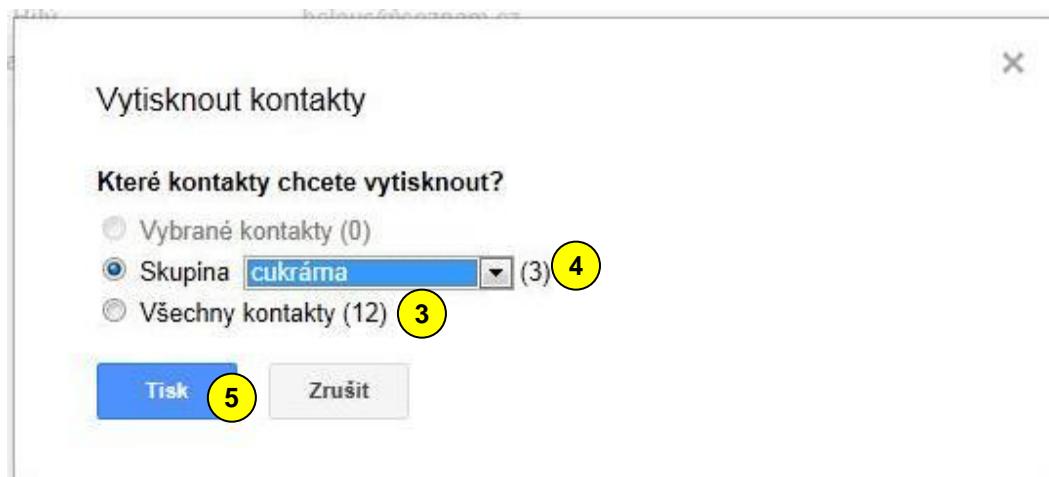 Vytisknout kontakty
Které kontakty chcete vytisknout?
Vybrané kontakty (0)
Skupina cukrárna (3) 4
Všechny kontakty (12) 3
Tisk 5 Zrušit